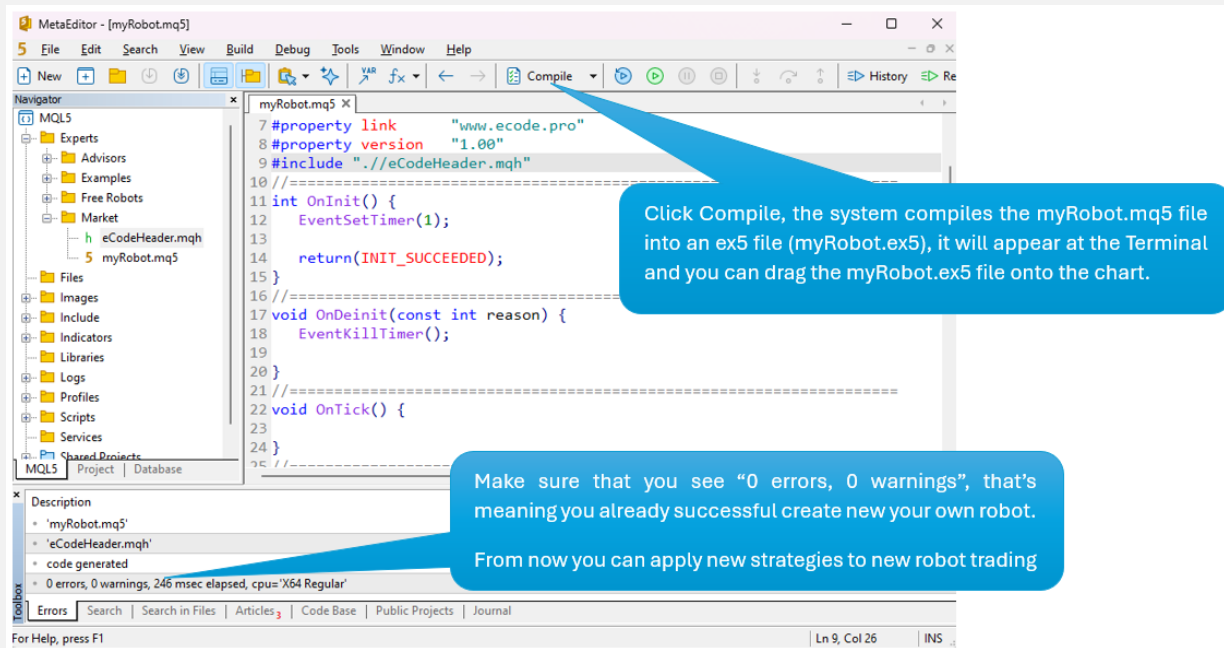 MetaEditor - [myRobot.mq5]
5 File Edit Search View Build Debug Tools Window Help
New VAR fx Compile History Re
Navigator
myRobot.mq5
MQL5
Experts
Advisors
Examples
Free Robots
Market
h eCodeHeader.mqh
5 myRobot.mq5
Files
Images
Include
Indicators
Libraries
Logs
Profiles
Scripts
Services
Shared Projects
MQL5 Project | Database
7 #property link "www.ecode.pro"
8 #property version "1.00"
9 #include ".//eCodeHeader.mqh"
10 //====================================================================
11 int OnInit() {
12 EventSetTimer(1);
13
14 return(INIT_SUCCEEDED);
15 }
16 //=======================================
17 void OnDeinit(const int reason) {
18 EventKillTimer();
19
20 }
21 //====================================================================
22 void OnTick() {
23
24 }
25 //=====================
Click Compile, the system compiles the myRobot.mq5 file
into an ex5 file (myRobot.ex5), it will appear at the Terminal
and you can drag the myRobot.ex5 file onto the chart.
Make sure that you see “0 errors, 0 warnings”, that’s
meaning you already successful create new your own robot.
From now you can apply new strategies to new robot trading
Toolbox
Description
'myRobot.mq5'
'eCodeHeader.mqh'
code generated
0 errors, 0 warnings, 246 msec elapsed, cpu='X64 Regular'
Errors | Search | Search in Files | Articles 3 | Code Base | Public Projects | Journal
For Help, press F1
Ln 9, Col 26 INS